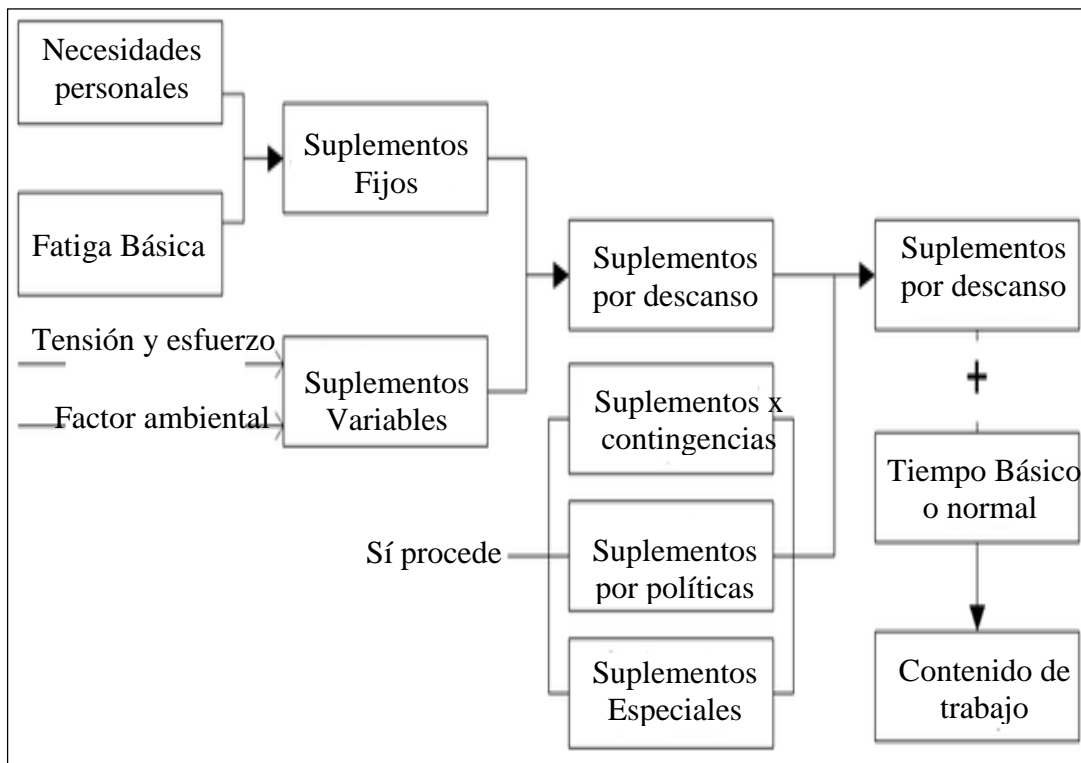 Necesidades
personales
Fatiga Básica
Tensión y esfuerzo
Factor ambiental
Suplementos
Fijos
Suplementos
Variables
Sí procede
Suplementos
por descanso
Suplementos x
contingencias
Suplementos
por políticas
Suplementos
Especiales
Suplementos
por descanso
+
Tiempo Básico
o normal
Contenido de
trabajo